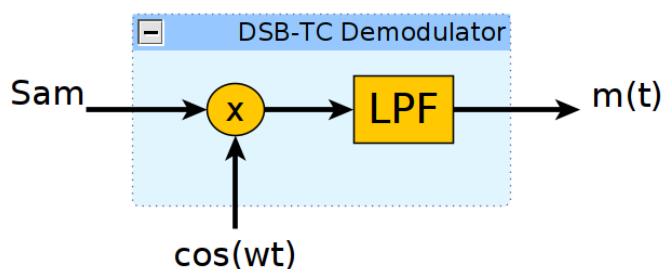 DSB-TC Demodulator
Sam
x
LPF
m(t)
cos(wt)